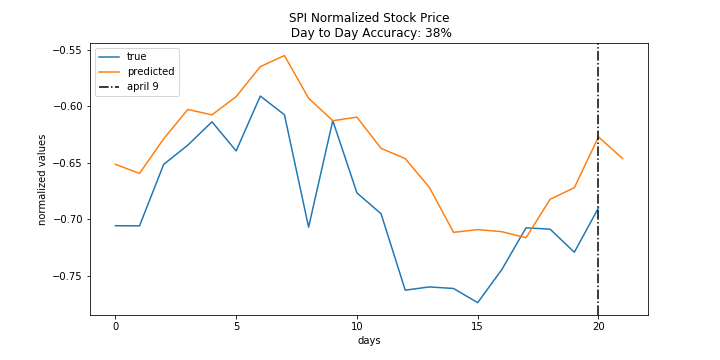 SPI Normalized Stock Price
Day to Day Accuracy: 38%
true
predicted
april 9
normalized values
−0.55
−0.60
−0.65
−0.70
−0.75
0
5
10
15
20
days